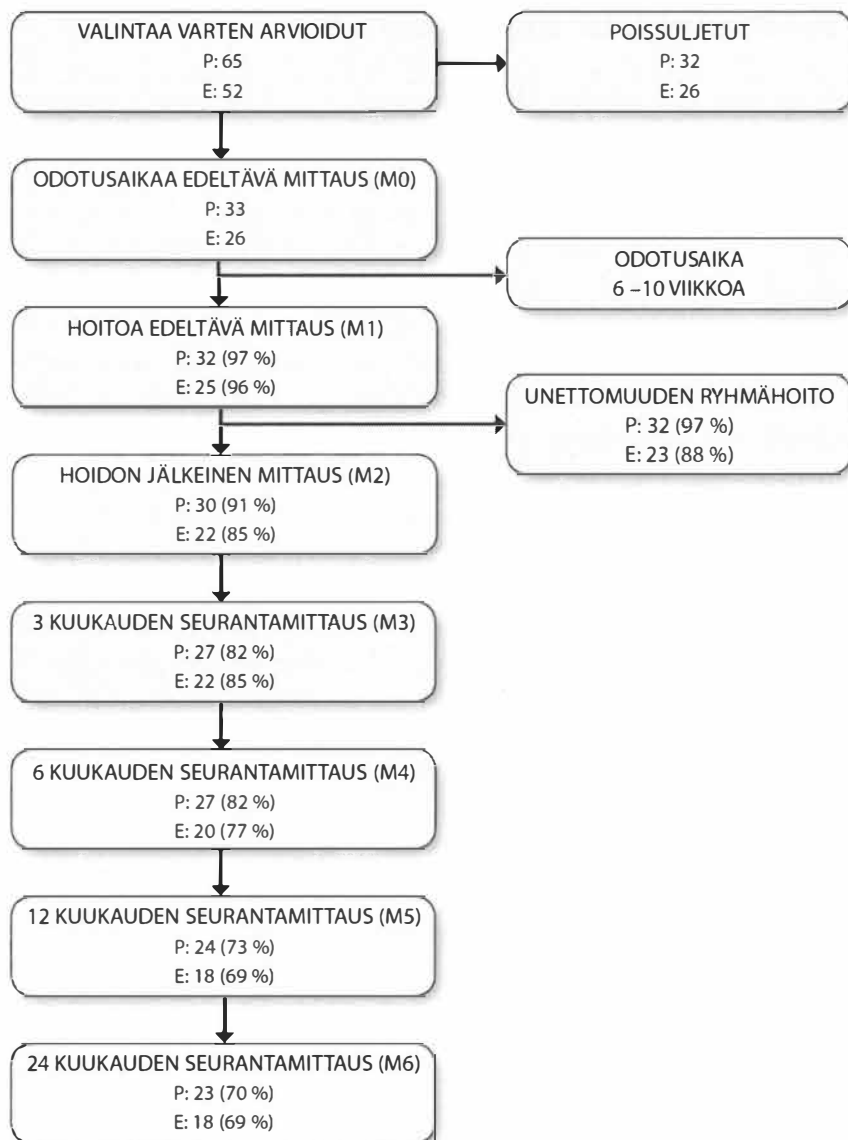 VALINTAA VARTEN ARVIOIDUT
P: 65
E: 52
POISSULJETUT
P: 32
E: 26
ODOTUSAIKAA EDELTÄVÄ MITTAUS (M0)
P: 33
E: 26
ODOTUSAIKA
6 –10 VIIKKOA
HOITOA EDELTÄVÄ MITTAUS (M1)
P: 32 (97 %)
E: 25 (96 %)
UNETTOMUUDEN RYHMÄHOITO
P: 32 (97 %)
E: 23 (88 %)
HOIDON JÄLKEINEN MITTAUS (M2)
P: 30 (91 %)
E: 22 (85 %)
3 KUUKAUDEN SEURANTAMITTAUS (M3)
P: 27 (82 %)
E: 22 (85 %)
6 KUUKAUDEN SEURANTAMITTAUS (M4)
P: 27 (82 %)
E: 20 (77 %)
12 KUUKAUDEN SEURANTAMITTAUS (M5)
P: 24 (73 %)
E: 18 (69 %)
24 KUUKAUDEN SEURANTAMITTAUS (M6)
P: 23 (70 %)
E: 18 (69 %)